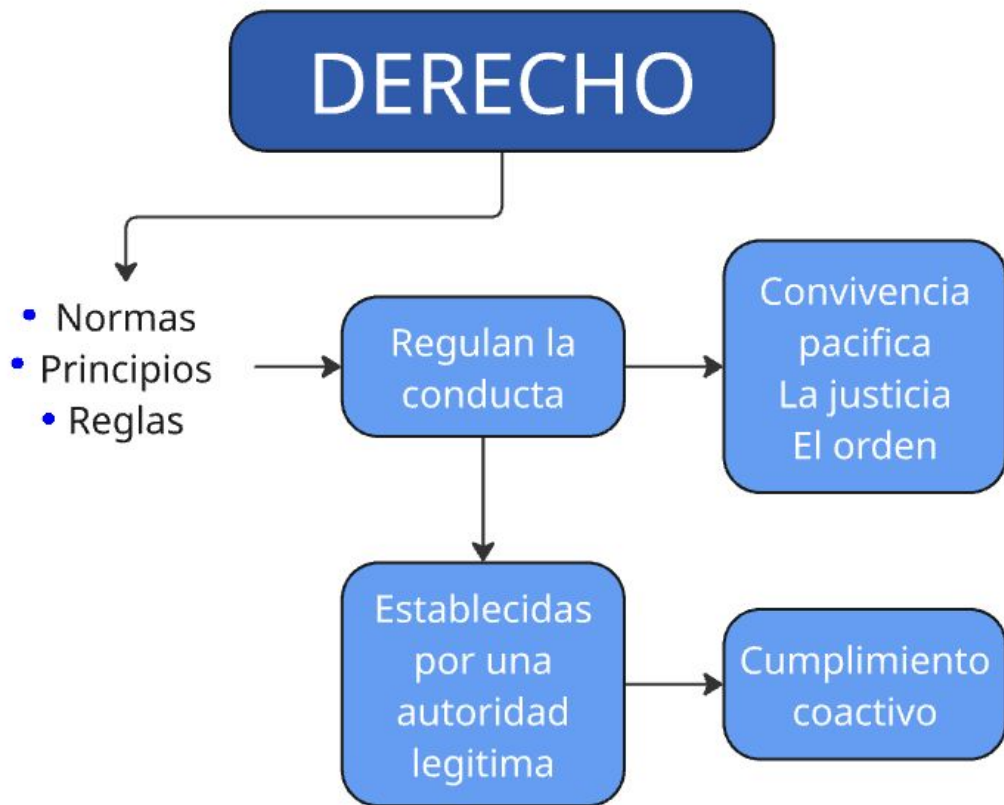 DERECHO
• Normas
• Principios
• Reglas
Regulan la
conducta
Convivencia
pacifica
La justicia
El orden
Establecidas
por una
autoridad
legitima
Cumplimiento
coactivo